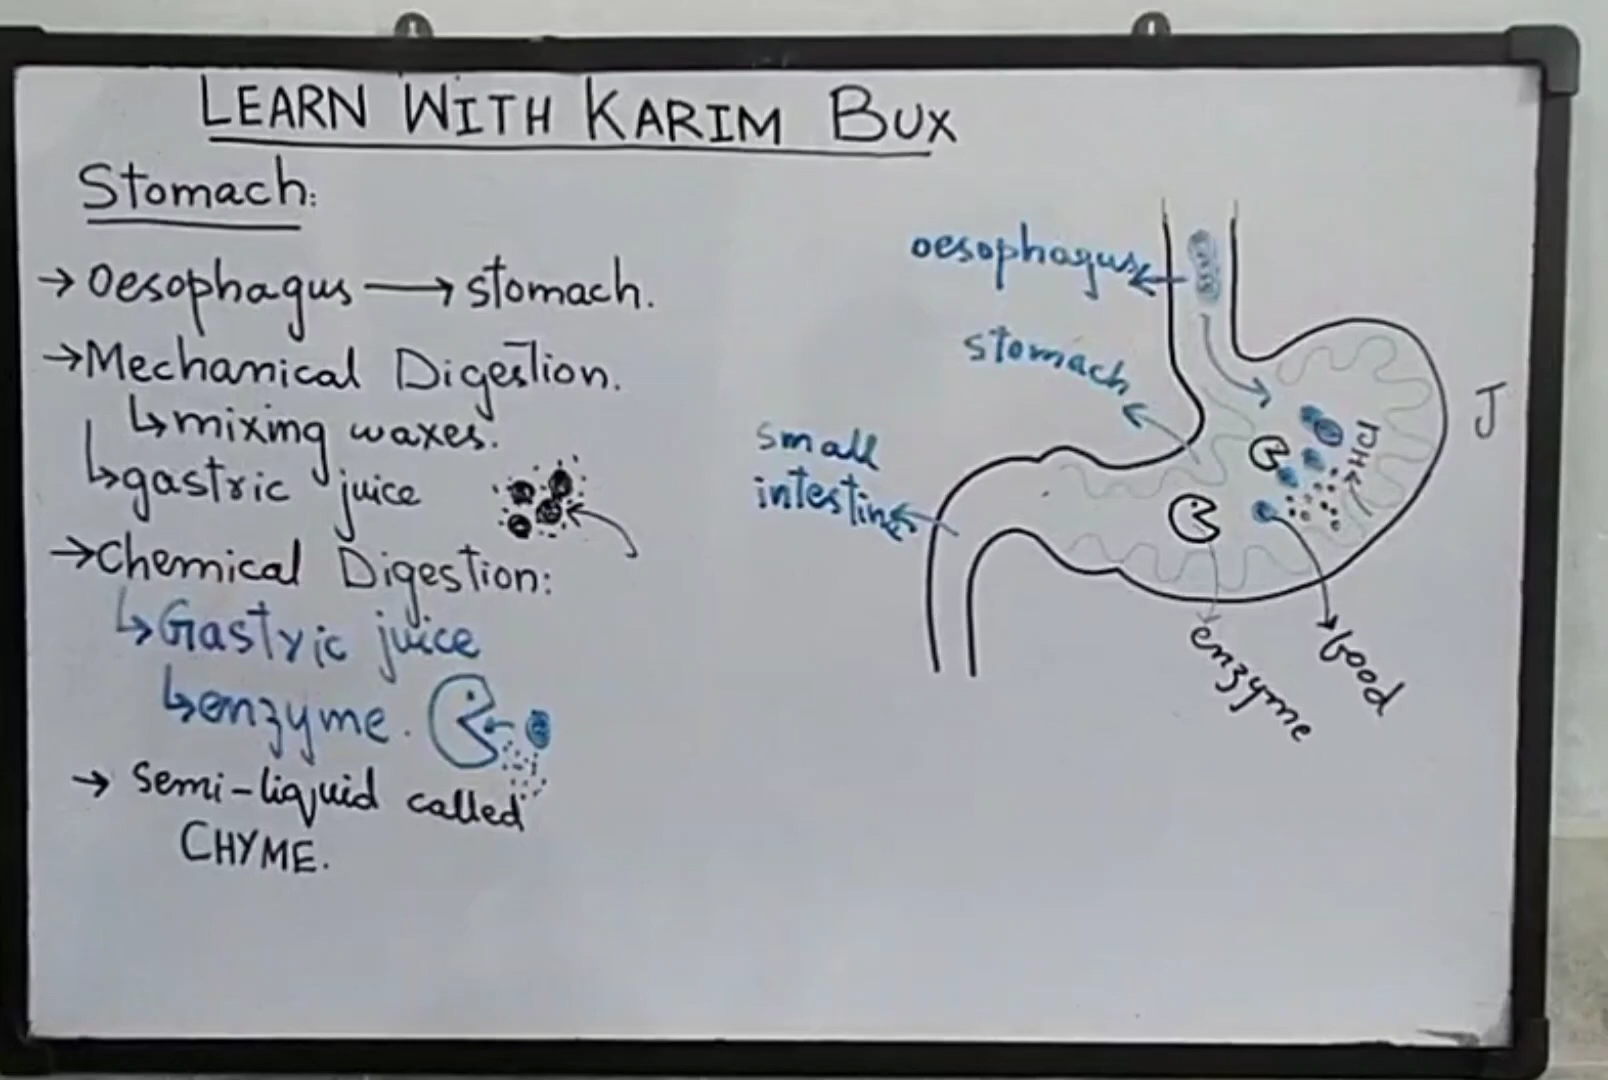 LEARN WITH KARIM BUX
Stomach:
→ Oesophagus → stomach.
→ Mechanical Digestion.
↳ mixing waxes.
↳ gastric juice
→ Chemical Digestion:
↳ Gastric juice
↳ enzyme.
→ semi-liquid called
CHYME.
oesophagus
stomach
small
intestine
HCl
J
enzyme
food